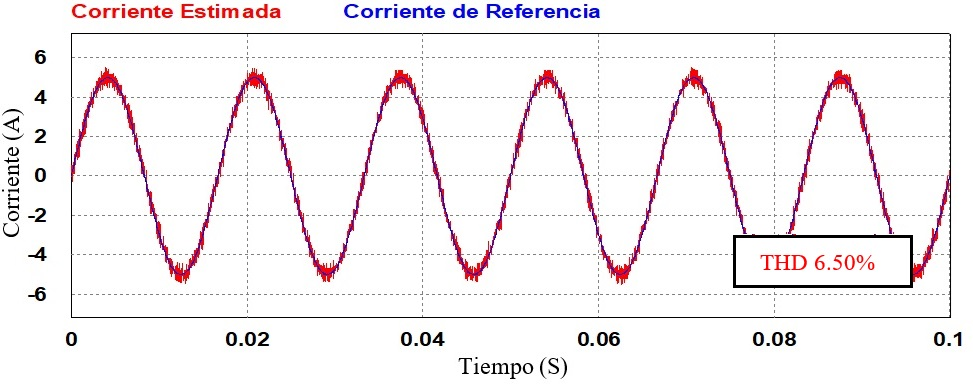 Corriente Estimada Corriente de Referencia
6
4
2
0
-2
-4
-6
Corriente (A)
THD 6.50%
0 0.02 0.04 0.06 0.08 0.1
Tiempo (S)